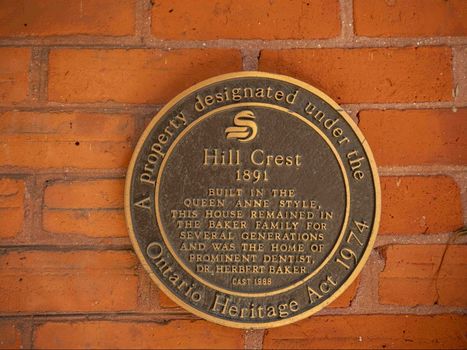 A property designated under the
Hill Crest
1891
BUILT IN THE
QUEEN ANNE STYLE,
THIS HOUSE REMAINED IN
THE BAKER FAMILY FOR
SEVERAL GENERATIONS
AND WAS THE HOME OF
PROMINENT DENTIST,
DR. HERBERT BAKER
CAST 1988
Ontario Heritage Act 1974